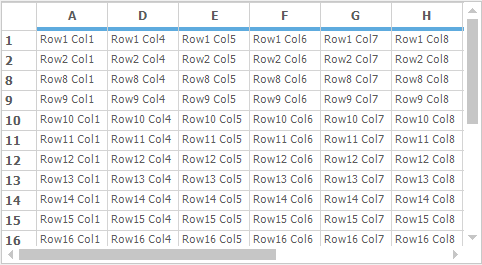 A D E F G H
1 Row1 Col1 Row1 Col4 Row1 Col5 Row1 Col6 Row1 Col7 Row1 Col8
2 Row2 Col1 Row2 Col4 Row2 Col5 Row2 Col6 Row2 Col7 Row2 Col8
8 Row8 Col1 Row8 Col4 Row8 Col5 Row8 Col6 Row8 Col7 Row8 Col8
9 Row9 Col1 Row9 Col4 Row9 Col5 Row9 Col6 Row9 Col7 Row9 Col8
10 Row10 Col1 Row10 Col4 Row10 Col5 Row10 Col6 Row10 Col7 Row10 Col8
11 Row11 Col1 Row11 Col4 Row11 Col5 Row11 Col6 Row11 Col7 Row11 Col8
12 Row12 Col1 Row12 Col4 Row12 Col5 Row12 Col6 Row12 Col7 Row12 Col8
13 Row13 Col1 Row13 Col4 Row13 Col5 Row13 Col6 Row13 Col7 Row13 Col8
14 Row14 Col1 Row14 Col4 Row14 Col5 Row14 Col6 Row14 Col7 Row14 Col8
15 Row15 Col1 Row15 Col4 Row15 Col5 Row15 Col6 Row15 Col7 Row15 Col8
16 Row16 Col1 Row16 Col4 Row16 Col5 Row16 Col6 Row16 Col7 Row16 Col8